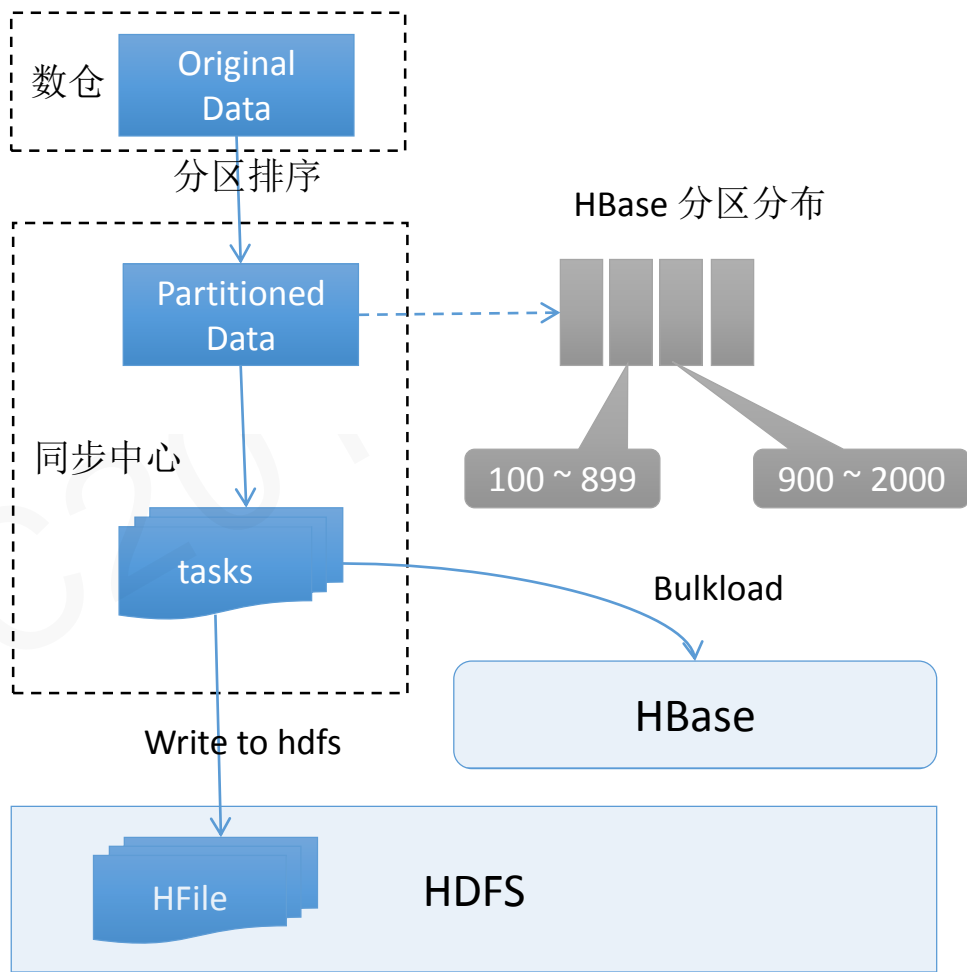 数仓
Original
Data
分区排序
HBase 分区分布
Partitioned
Data
同步中心
100 ~ 899
900 ~ 2000
tasks
Bulkload
HBase
Write to hdfs
HFile
HDFS